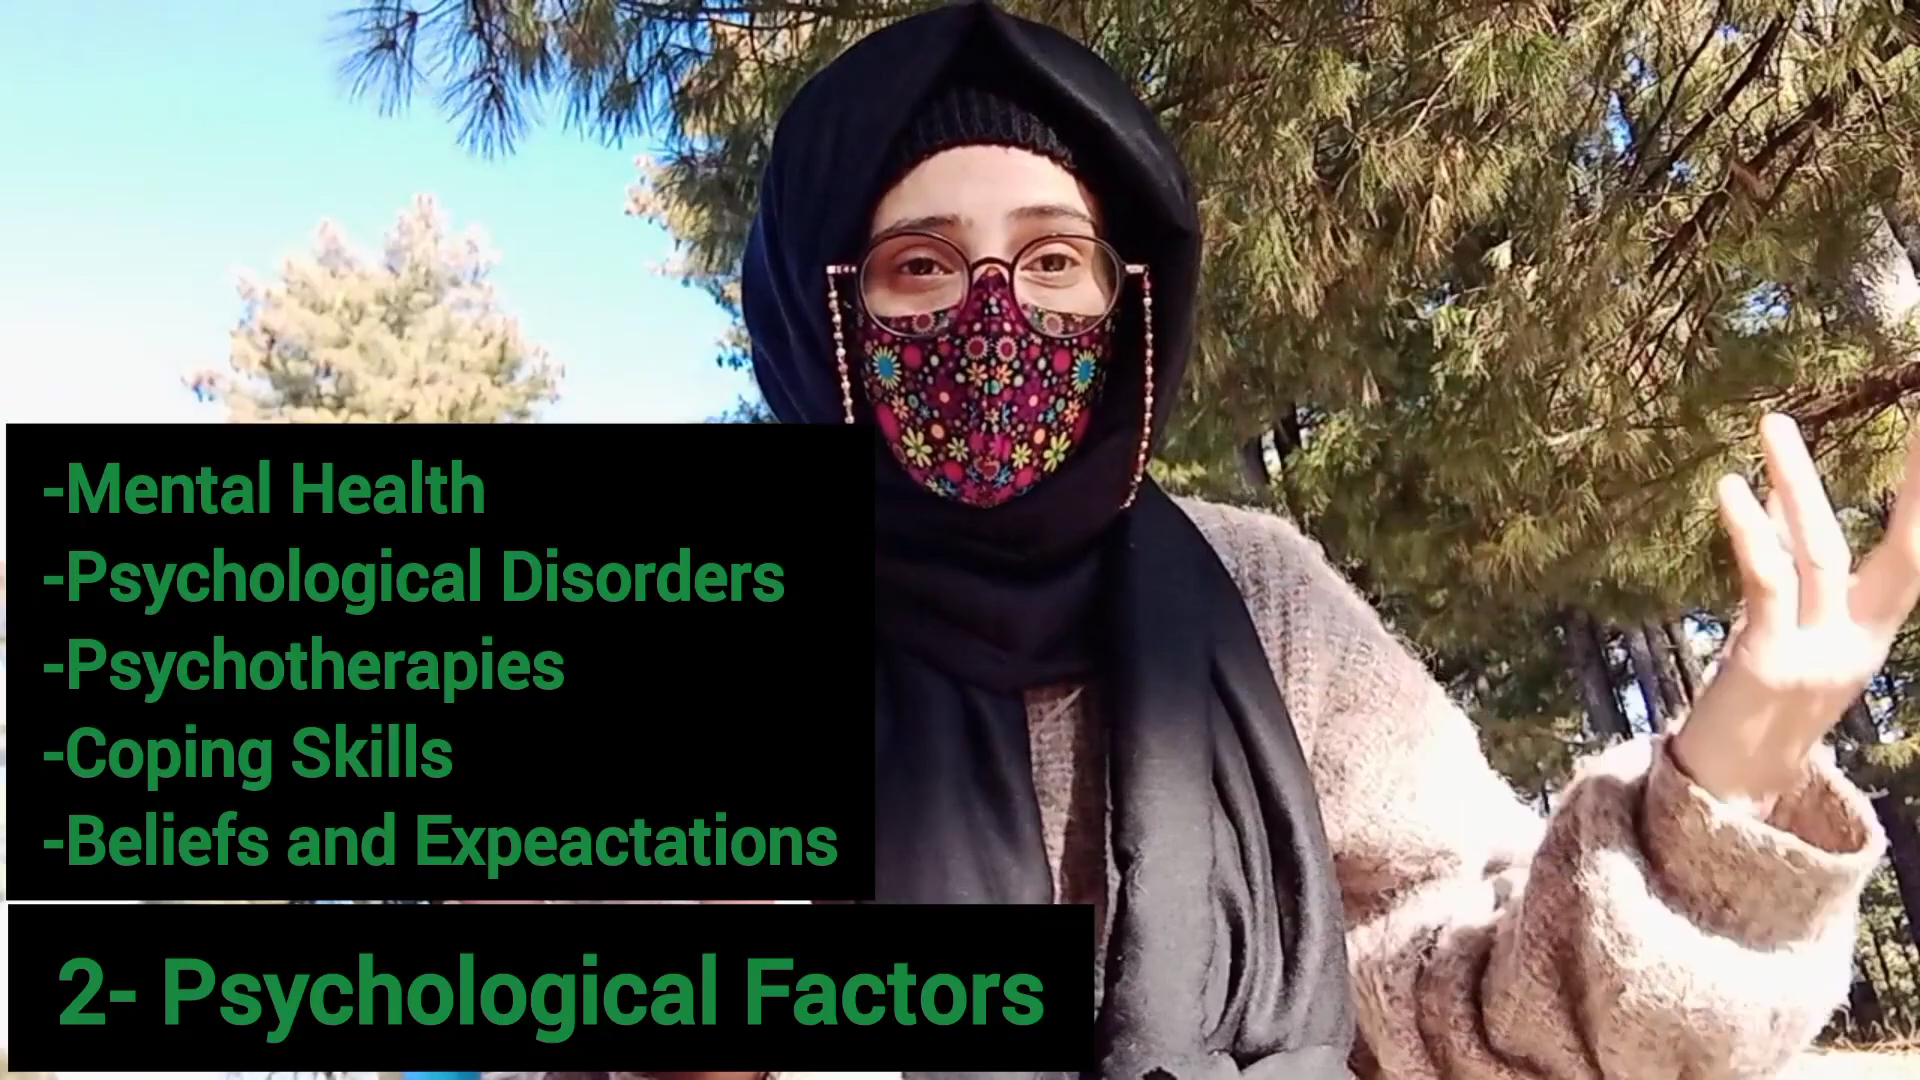 -Mental Health
-Psychological Disorders
-Psychotherapies
-Coping Skills
-Beliefs and Expeactations
2- Psychological Factors